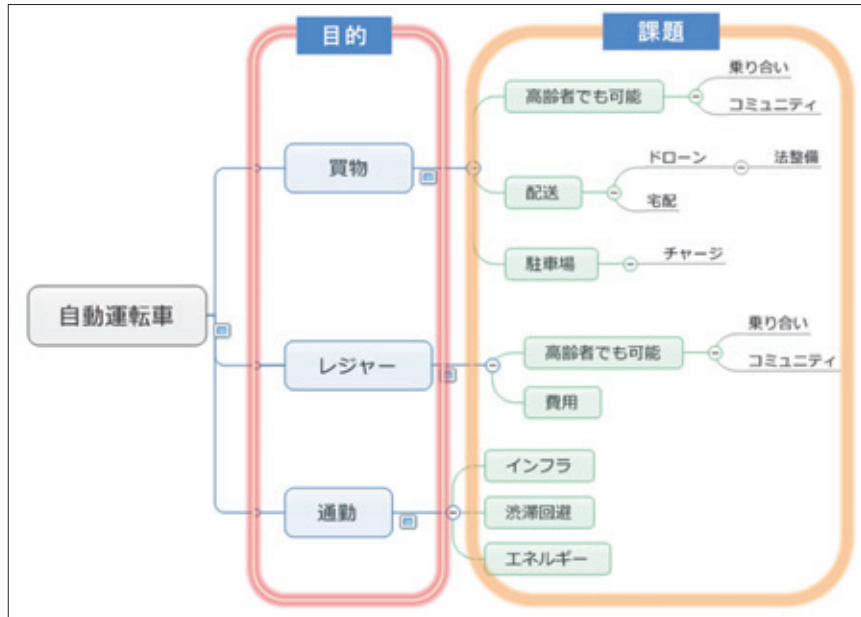 目的
課題
自動運転車
買物
高齢者でも可能
乗り合い
コミュニティ
配送
ドローン
法整備
宅配
駐車場
チャージ
レジャー
高齢者でも可能
乗り合い
コミュニティ
費用
通勤
インフラ
渋滞回避
エネルギー